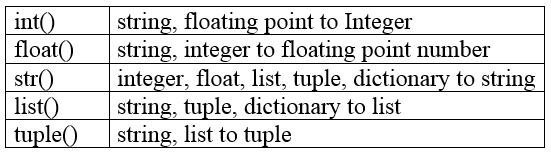 int() string, floating point to Integer
float() string, integer to floating point number
str() integer, float, list, tuple, dictionary to string
list() string, tuple, dictionary to list
tuple() string, list to tuple